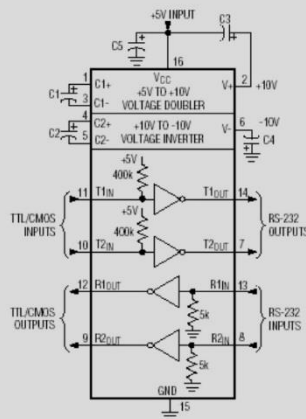 +5V INPUT
C3
C5
16
1
C1+
VCC
V+
2
+10V
C1
3
C1-
+5V TO +10V
VOLTAGE DOUBLER
4
C2+
+10V TO -10V
V-
6
-10V
C2
5
C2-
VOLTAGE INVERTER
C4
+5V
400k
11
T1IN
T1OUT
14
TTL/CMOS
INPUTS
+5V
400k
RS-232
OUTPUTS
10
T2IN
T2OUT
7
12
R1OUT
R1IN
13
TTL/CMOS
OUTPUTS
5k
RS-232
INPUTS
9
R2OUT
R2IN
8
5k
GND
15